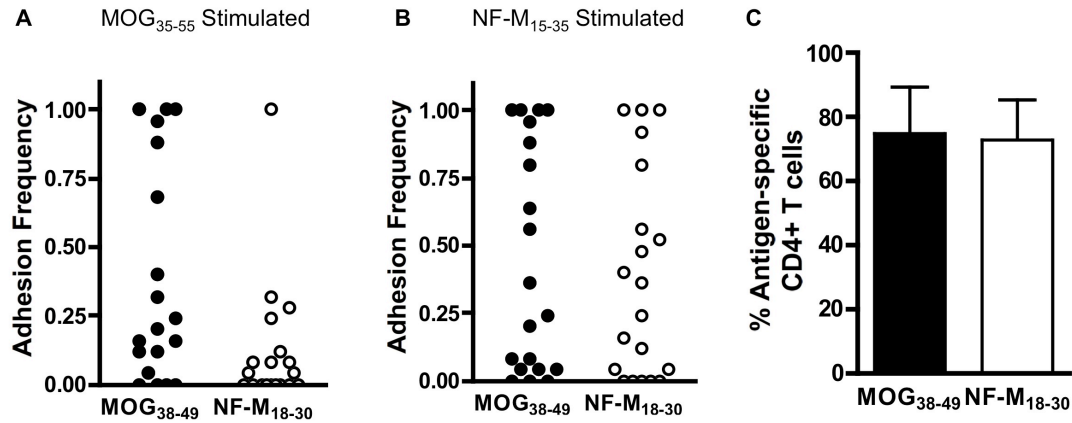 A MOG35-55 Stimulated
Adhesion Frequency
1.00
0.75
0.50
0.25
0.00
MOG38-49 NF-M18-30
B NF-M15-35 Stimulated
Adhesion Frequency
1.00
0.75
0.50
0.25
0.00
MOG38-49 NF-M18-30
C
% Antigen-specific
CD4+ T cells
100
80
60
40
20
0
MOG38-49 NF-M18-30